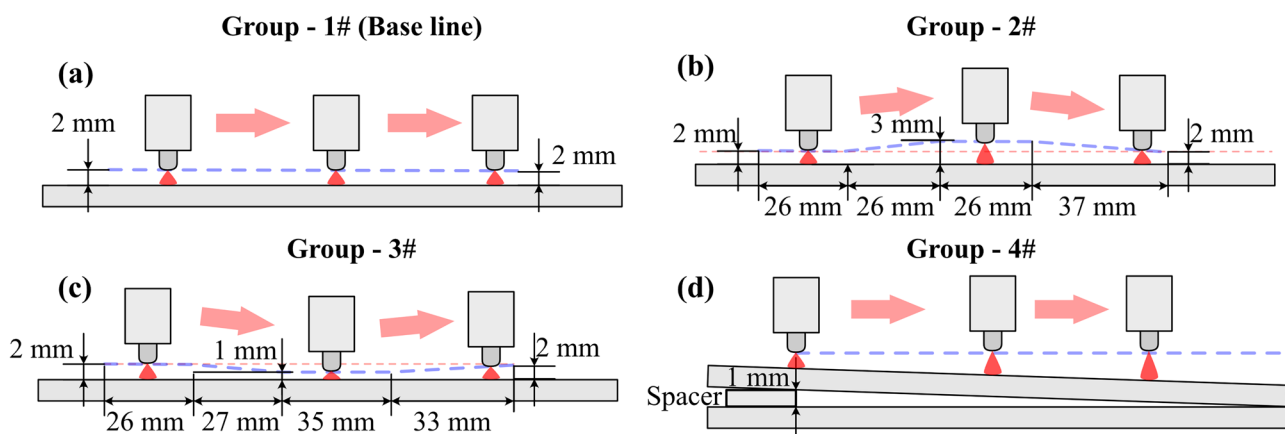 Group - 1# (Base line)
(a)
2 mm
2 mm
Group - 2#
(b)
2 mm
3 mm
2 mm
26 mm
26 mm
26 mm
37 mm
Group - 3#
(c)
2 mm
1 mm
2 mm
26 mm
27 mm
35 mm
33 mm
Group - 4#
(d)
1 mm
Spacer